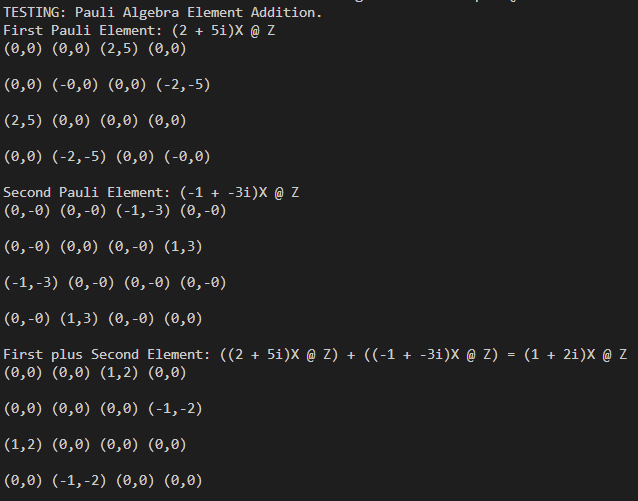 TESTING: Pauli Algebra Element Addition.
First Pauli Element: (2 + 5i)X @ Z
(0,0) (0,0) (2,5) (0,0)
(0,0) (-0,0) (0,0) (-2,-5)
(2,5) (0,0) (0,0) (0,0)
(0,0) (-2,-5) (0,0) (-0,0)
Second Pauli Element: (-1 + -3i)X @ Z
(0,-0) (0,-0) (-1,-3) (0,-0)
(0,-0) (0,0) (0,-0) (1,3)
(-1,-3) (0,-0) (0,-0) (0,-0)
(0,-0) (1,3) (0,-0) (0,0)
First plus Second Element: ((2 + 5i)X @ Z) + ((-1 + -3i)X @ Z) = (1 + 2i)X @ Z
(0,0) (0,0) (1,2) (0,0)
(0,0) (0,0) (0,0) (-1,-2)
(1,2) (0,0) (0,0) (0,0)
(0,0) (-1,-2) (0,0) (0,0)